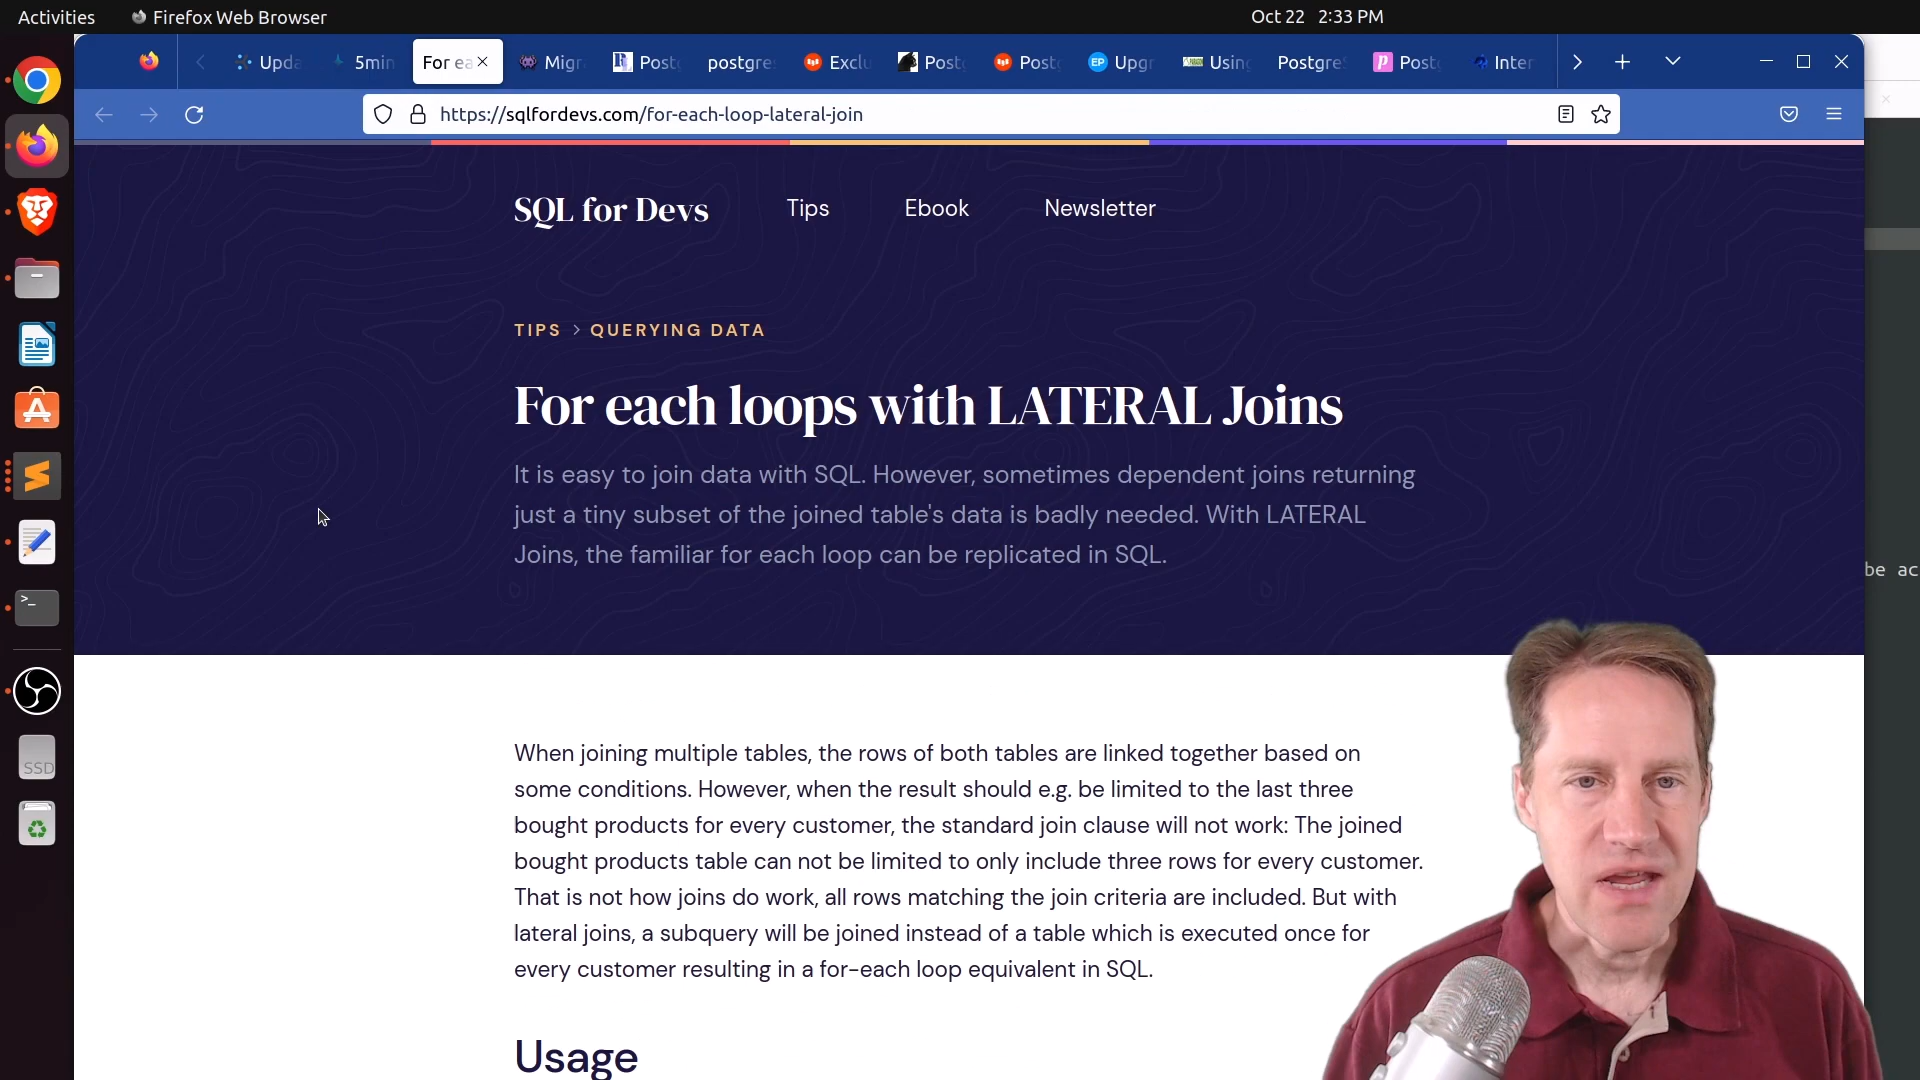 Activities
Firefox Web Browser
Oct 22 2:33 PM
Upda
5min
For ea
Migr
Postg
postgres
Exclu
Postg
Postg
Upgr
Using
PostgreS
Postg
Inter
https://sqlfordevs.com/for-each-loop-lateral-join
SQL for Devs
Tips
Ebook
Newsletter
TIPS > QUERYING DATA
For each loops with LATERAL Joins
It is easy to join data with SQL. However, sometimes dependent joins returning
just a tiny subset of the joined table's data is badly needed. With LATERAL
Joins, the familiar for each loop can be replicated in SQL.
be ac
When joining multiple tables, the rows of both tables are linked together based on
some conditions. However, when the result should e.g. be limited to the last three
bought products for every customer, the standard join clause will not work: The joined
bought products table can not be limited to only include three rows for every customer.
That is not how joins do work, all rows matching the join criteria are included. But with
lateral joins, a subquery will be joined instead of a table which is executed once for
every customer resulting in a for-each loop equivalent in SQL.
Usage
SSD